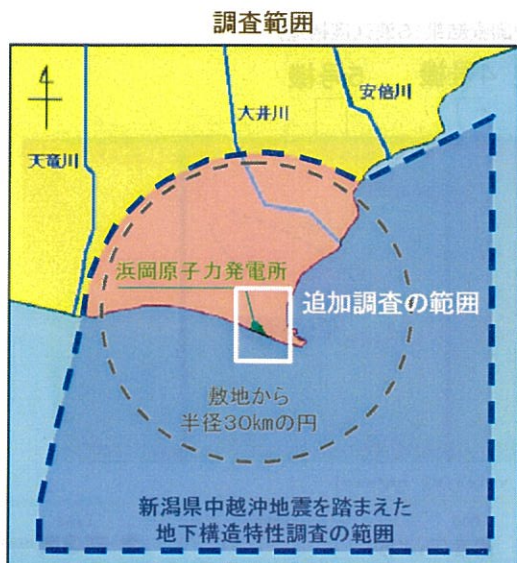 調査範囲
安倍川
大井川
天竜川
浜岡原子力発電所
追加調査の範囲
敷地から
半径30kmの円
新潟県中越沖地震を踏まえた
地下構造特性調査の範囲